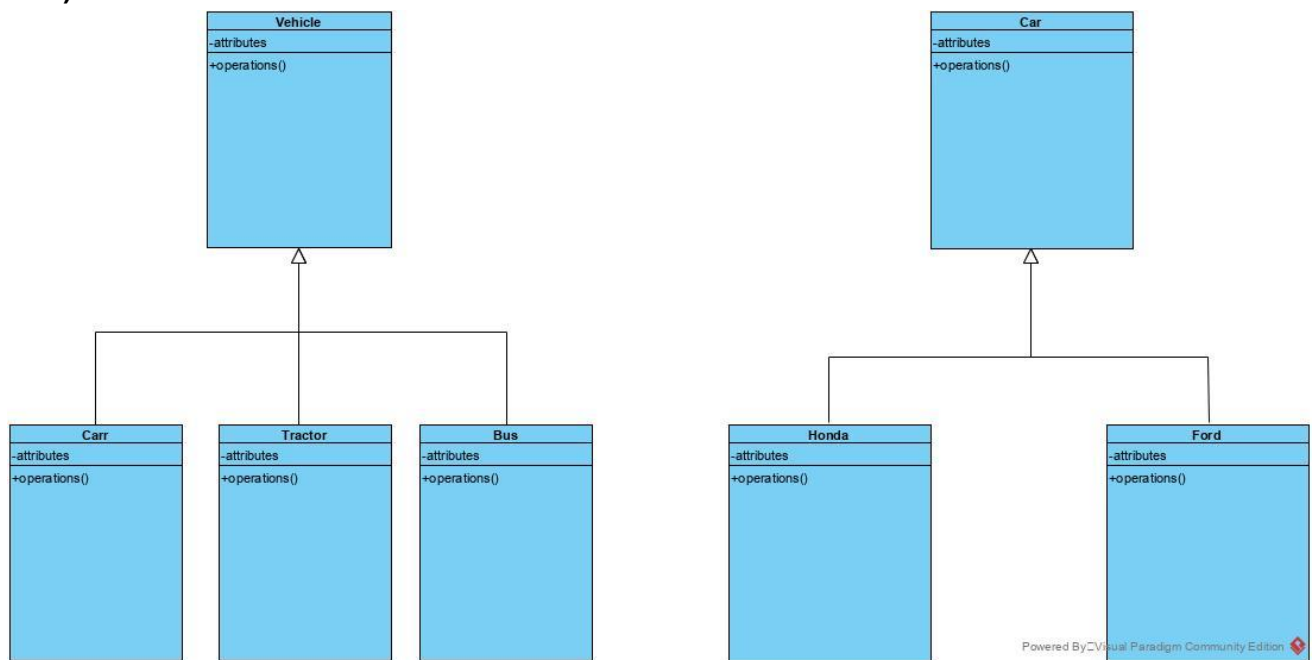 Vehicle
-attributes
+operations()
Car
-attributes
+operations()
Carr
-attributes
+operations()
Tractor
-attributes
+operations()
Bus
-attributes
+operations()
Honda
-attributes
+operations()
Ford
-attributes
+operations()
Powered By Visual Paradigm Community Edition